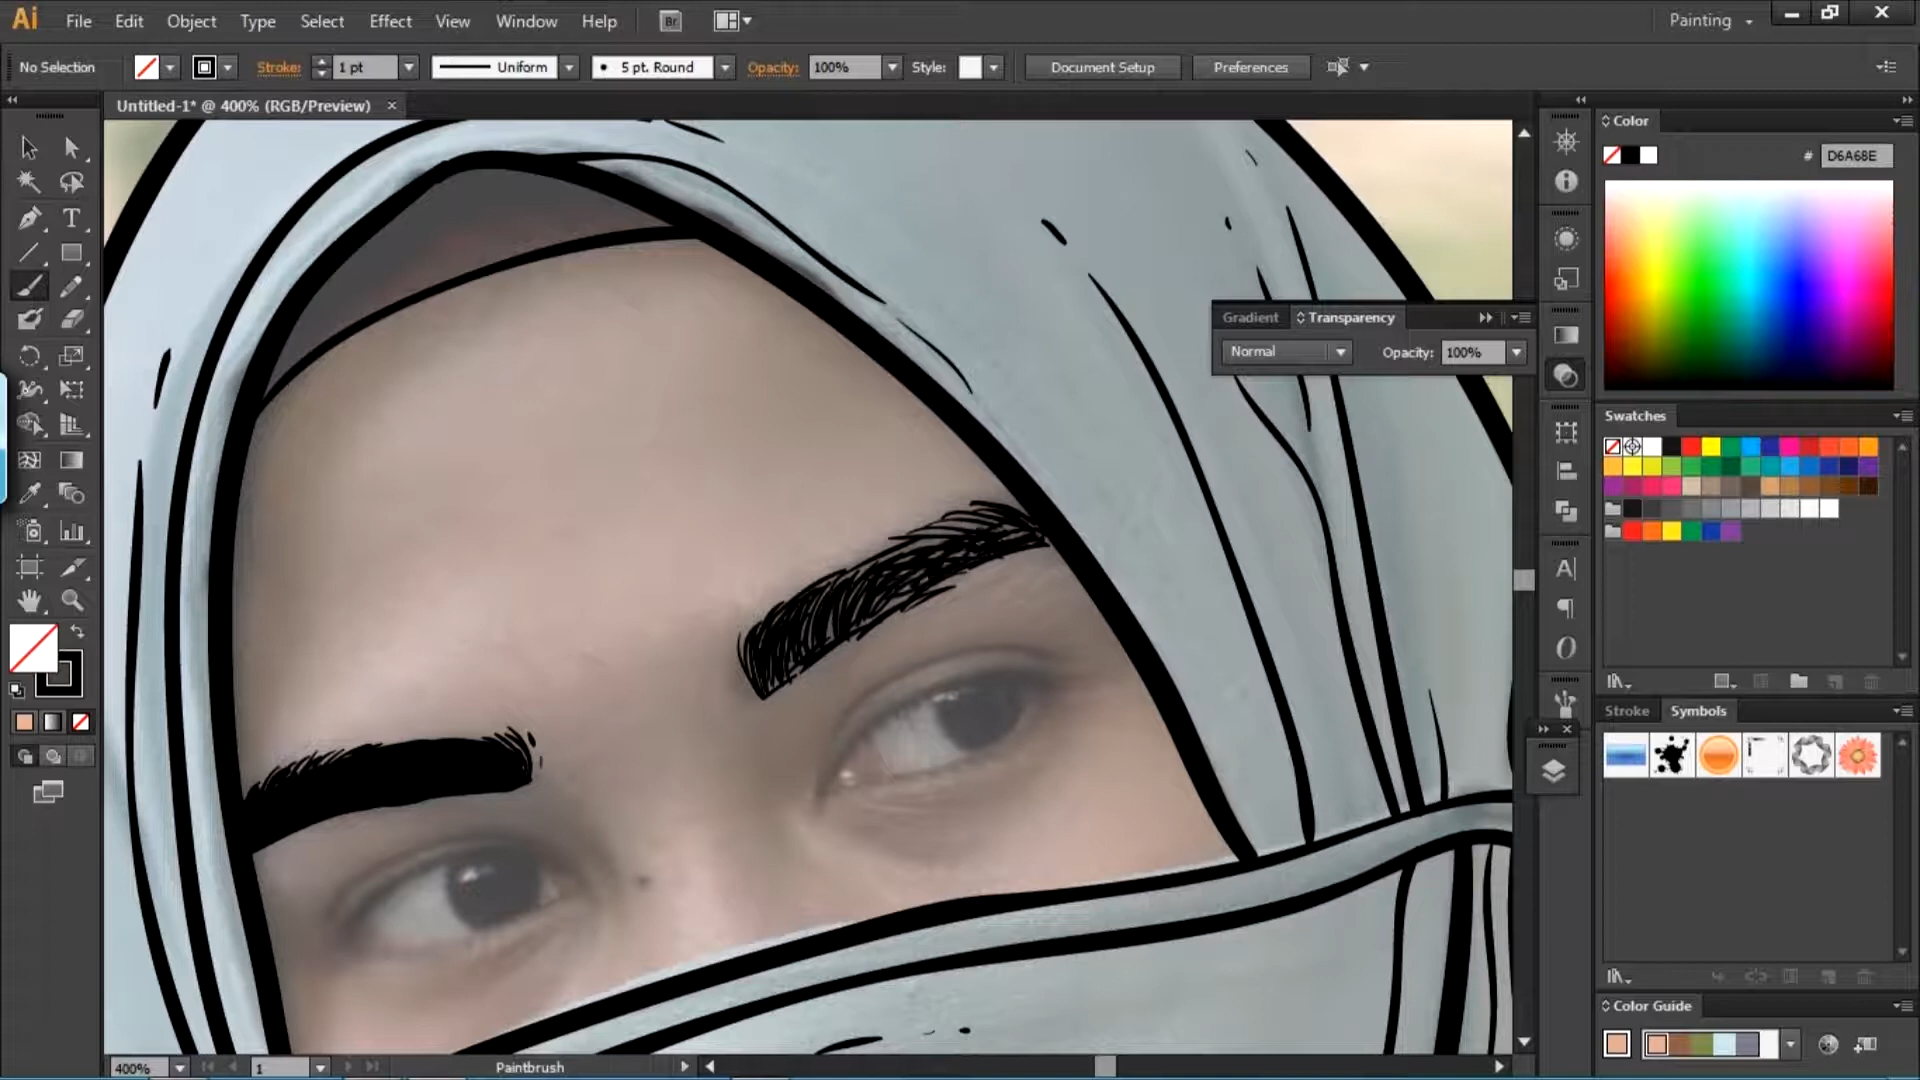 Ai File Edit Object Type Select Effect View Window Help Br Painting
No Selection Stroke: 1 pt Uniform 5 pt. Round Opacity: 100% Style: Document Setup Preferences
Untitled-1* @ 400% (RGB/Preview)
Color
# D6A68E
Gradient Transparency
Normal Opacity: 100%
Swatches
Stroke Symbols
Color Guide
400% 1 Paintbrush